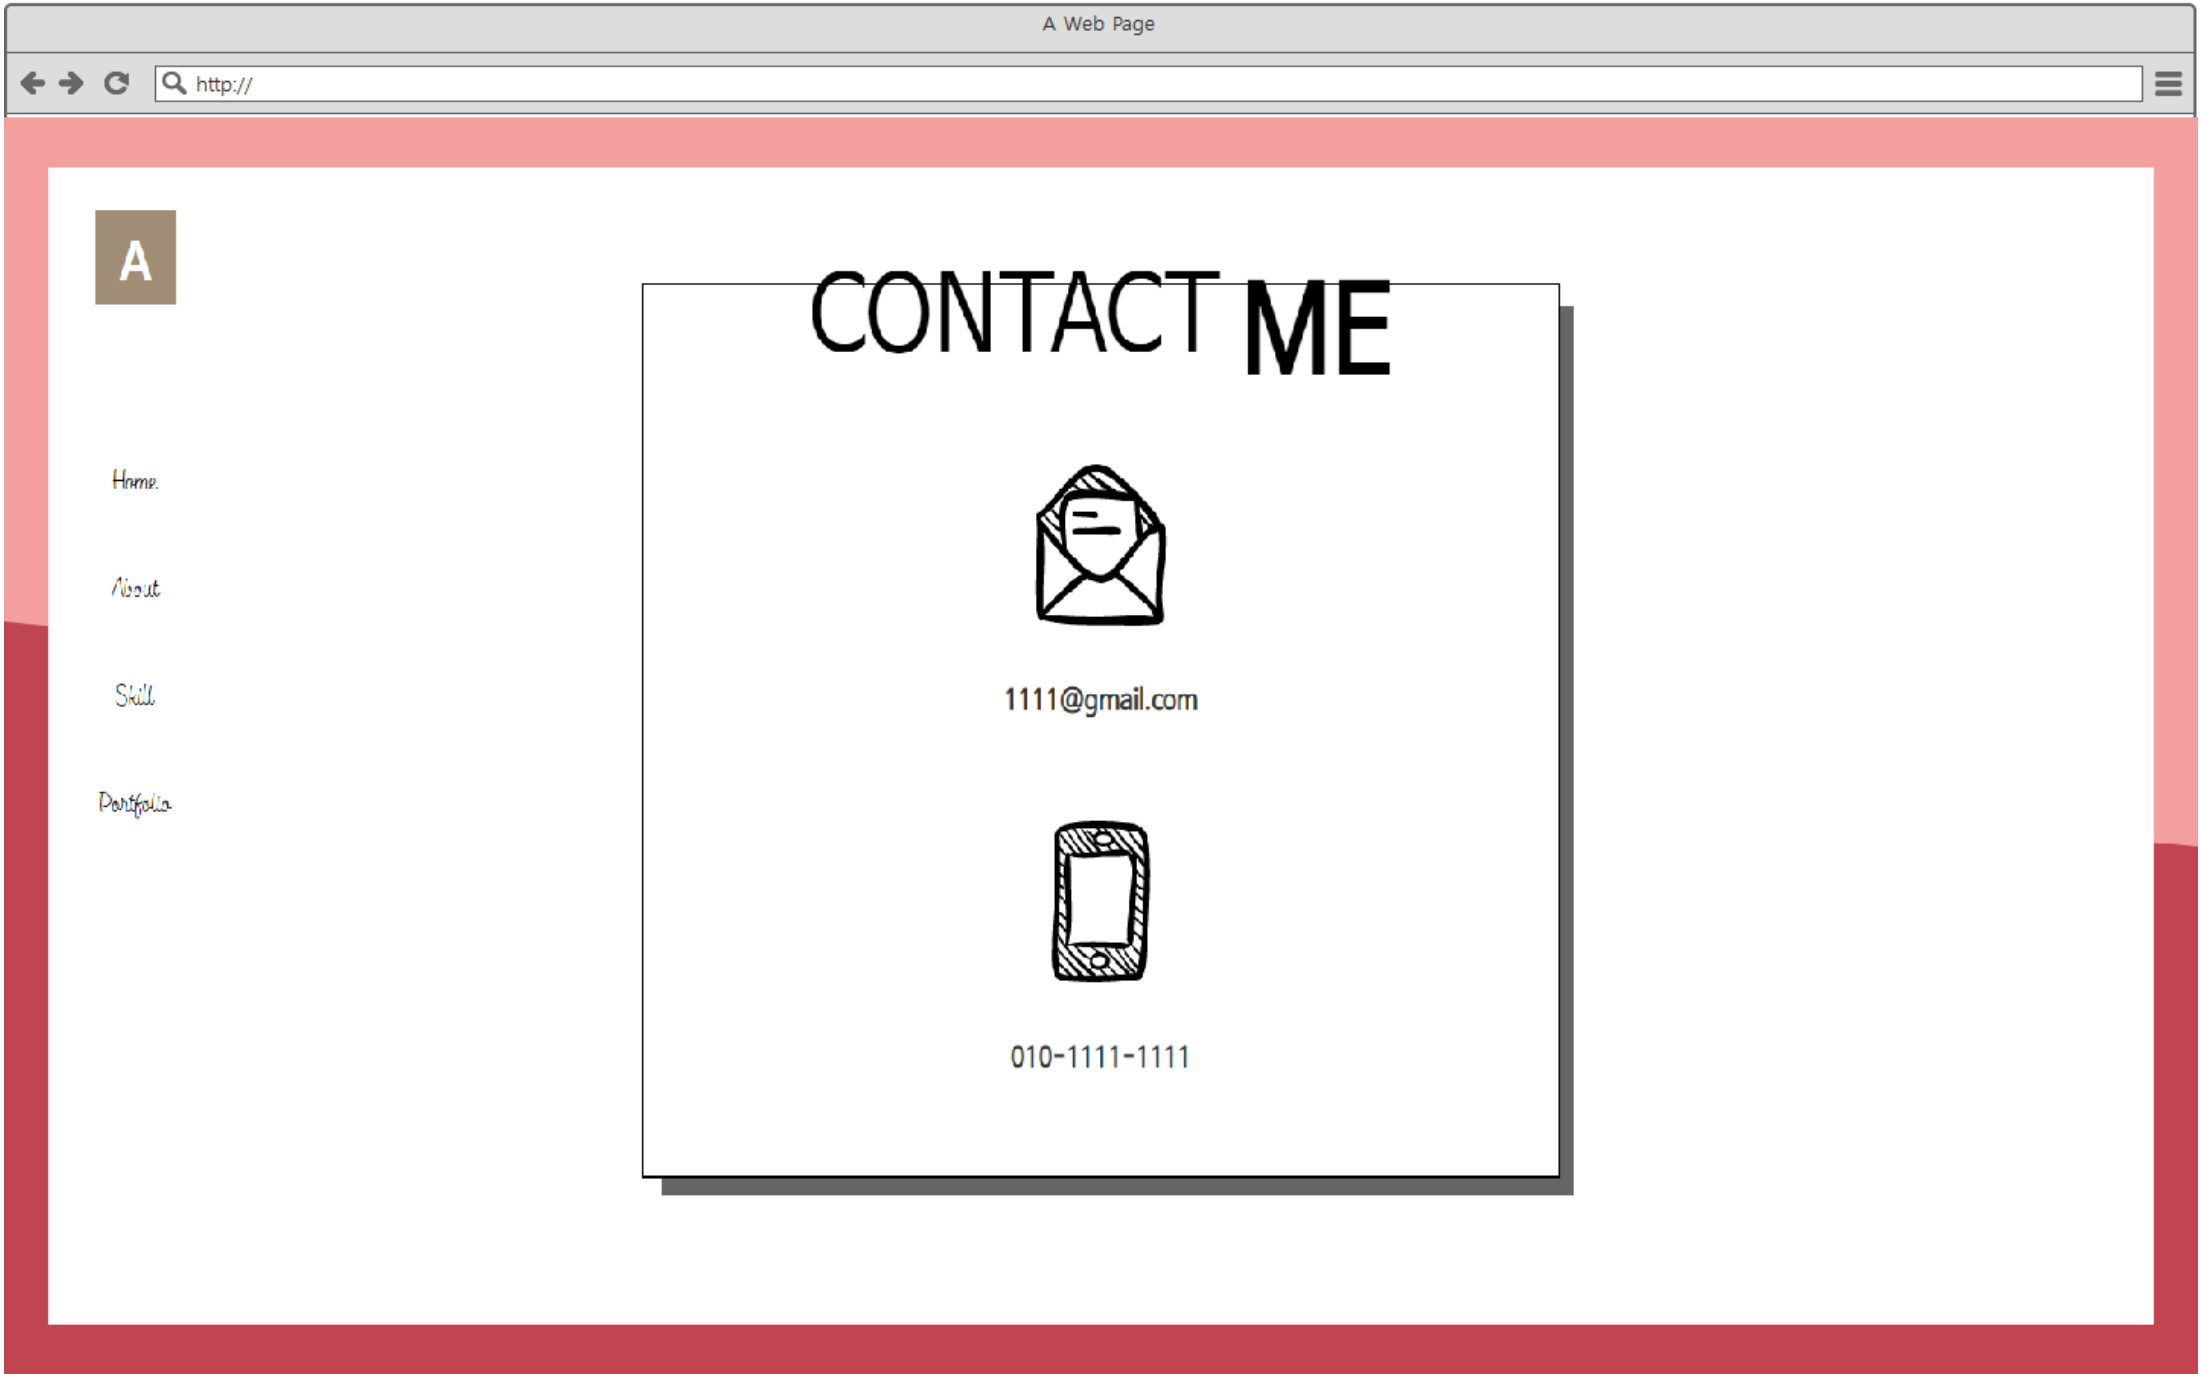 A Web Page
http://
A
CONTACT ME
Home
About
Skill
Portfolio
1111@gmail.com
010-1111-1111